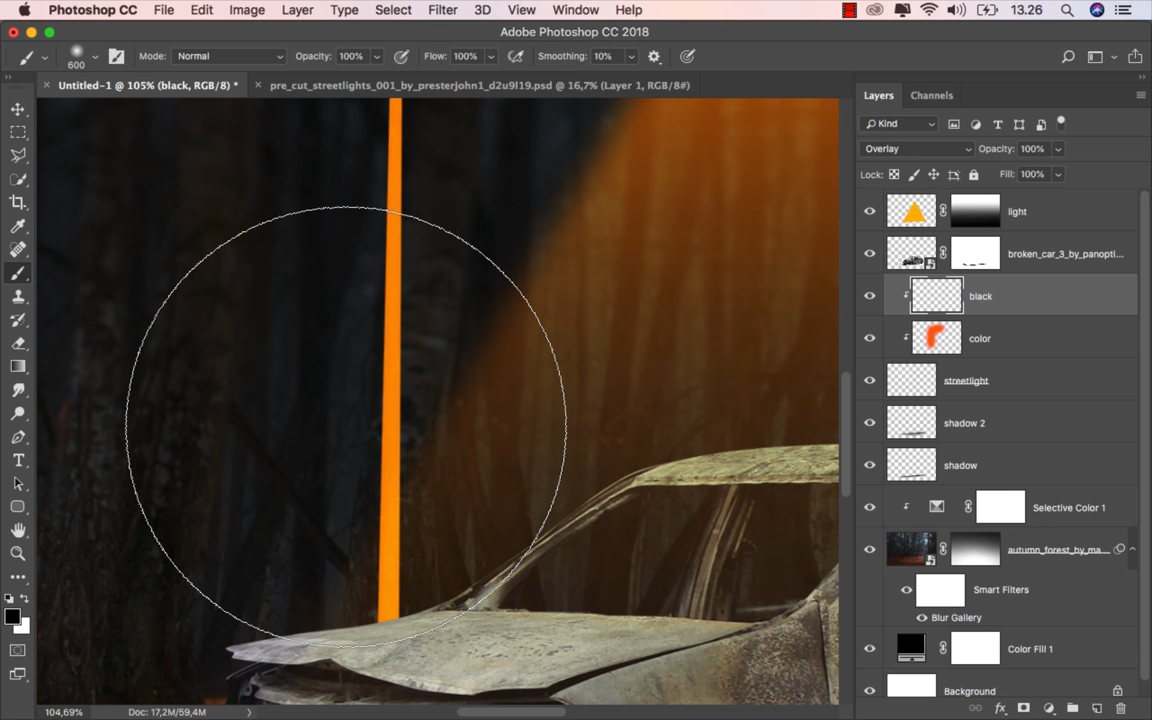 Photoshop CC File Edit Image Layer Type Select Filter 3D View Window Help 13.26
Adobe Photoshop CC 2018
600 Mode: Normal Opacity: 100% Flow: 100% Smoothing: 10%
Untitled-1 @ 105% (black, RGB/8) * pre_cut_streetlights_001_by_presterjohn1_d2u9l19.psd @ 16,7% (Layer 1, RGB/8#)
Layers Channels
Kind
Overlay Opacity: 100%
Lock: Fill: 100%
light
broken_car_3_by_panopti...
black
color
streetlight
shadow 2
shadow
Selective Color 1
autumn_forest_by_ma...
Smart Filters
Blur Gallery
Color Fill 1
Background
104,69% Doc: 17,2M/59,4M